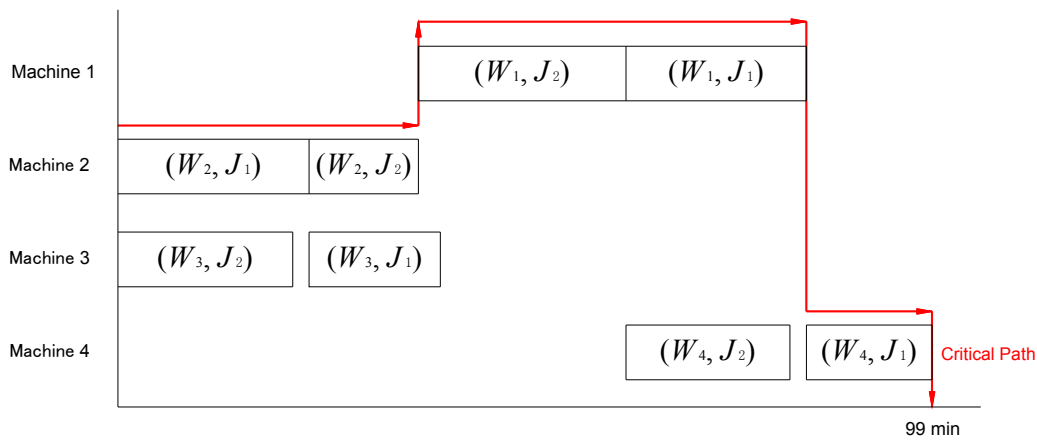 Machine 1
(W₁, J₂)
(W₁, J₁)
Machine 2
(W₂, J₁)
(W₂, J₂)
Machine 3
(W₃, J₂)
(W₃, J₁)
Machine 4
(W₄, J₂)
(W₄, J₁)
Critical Path
99 min